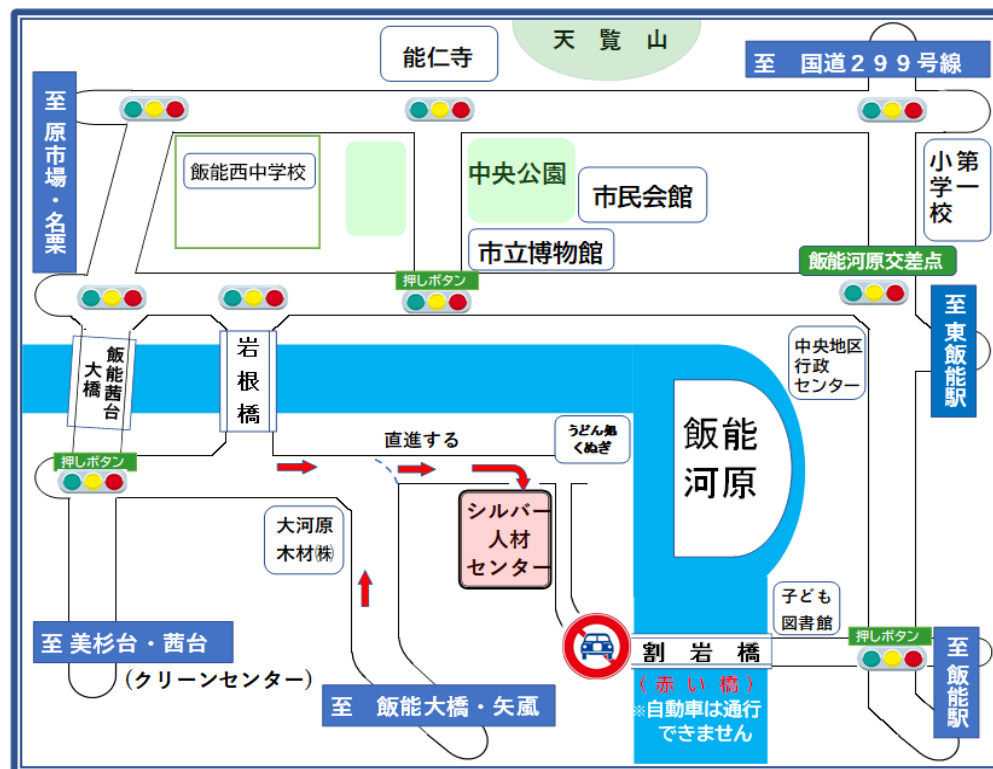 天 覧 山
能仁寺
至 国道２９９号線
至 原市場・名栗
飯能西中学校
中央公園
市民会館
第一
小学校
市立博物館
飯能河原交差点
押しボタン
至 東飯能駅
飯能茜台
大橋
岩根橋
中央地区
行政
センター
うどん処
くぬぎ
飯能
河原
直進する
押しボタン
シルバー
人材
センター
大河原
木材㈱
子ども
図書館
押しボタン
至 美杉台・茜台
(クリーンセンター)
割 岩 橋
(赤い橋)
※自動車は通行
できません
至 飯能駅
至 飯能大橋・矢颪